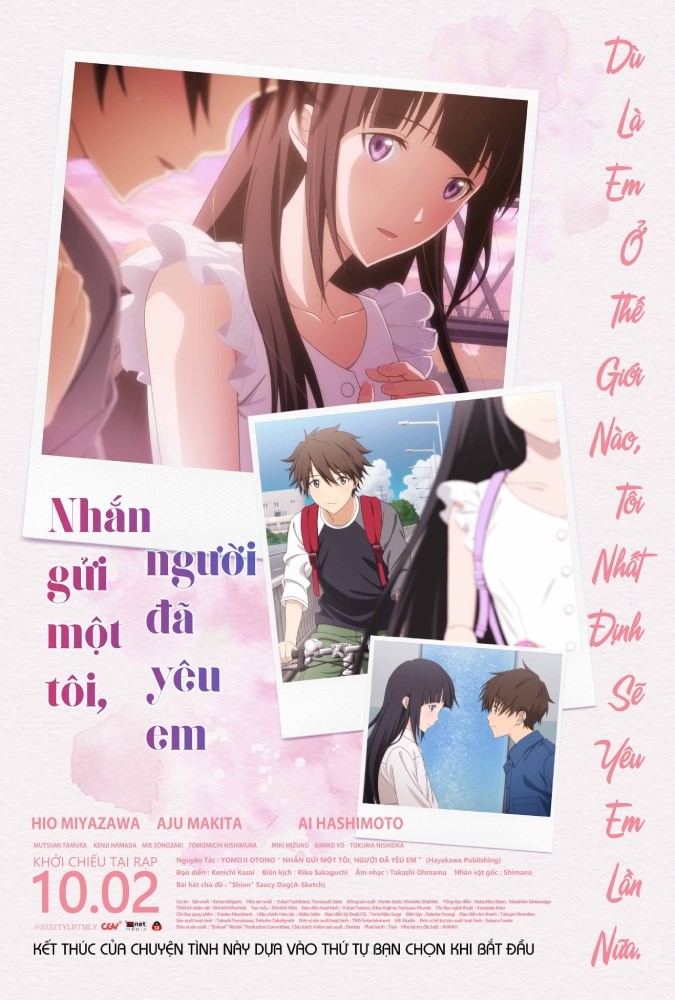 Nhắn
gửi
một
tôi,
người
đã
yêu
em
Dù
Là
Em
Ở
Thế
Giới
Nào,
Tôi
Nhất
Định
Sẽ
Yêu
Em
Lần
Nữa.
HIO MIYAZAWA AJU MAKITA AI HASHIMOTO
MUTSUMI TAMURA KENJI HAMADA MIE SONOZAKI TOMOMICHI NISHIMURA MIKI MIZUNO KIMIKO YO TOKUMA NISHIOKA
KHỞI CHIẾU TẠI RẠP
10.02
Nguyên Tác : YOMOJI OTONO " NHẮN GỬI MỘT TÔI, NGƯỜI ĐÃ YÊU EM " (Hayakawa Publishing)
Đạo diễn : Kenichi Kasai Biên kịch : Riko Sakaguchi Âm nhạc : Takashi Ohmama Nhân vật gốc : Shimano
Bài hát chủ đề : "Shion" Saucy Dog(A-Sketch)
©2022TYLISTMLY CGV net MEDIA
KẾT THÚC CỦA CHUYỆN TÌNH NÀY DỰA VÀO THỨ TỰ BẠN CHỌN KHI BẮT ĐẦU